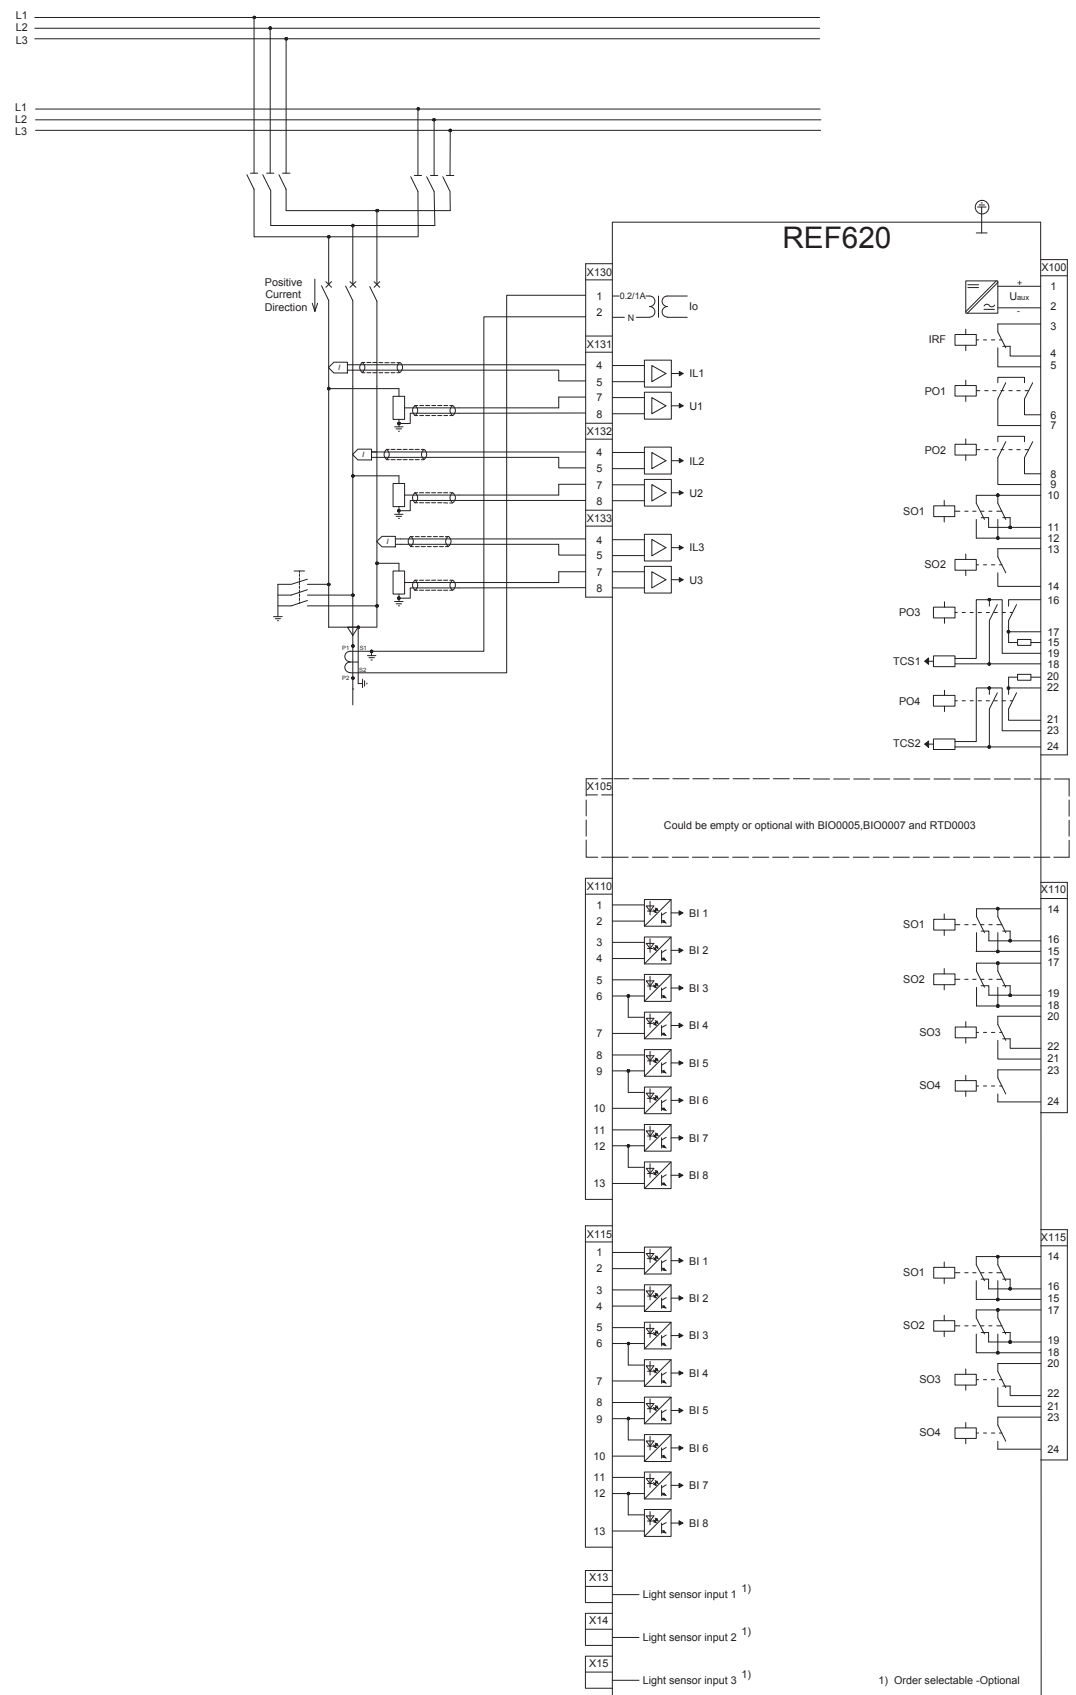 L1
L2
L3
L1
L2
L3
REF620
Positive
Current
Direction
X130
1 0.2/1A
2 N
Io
X131
4
5 IL1
7
8 U1
X132
4
5 IL2
7
8 U2
X133
4
5 IL3
7
8 U3
I
I
I
P1 S1
S2
P2
X100
+ 1
Uaux
- 2
3
IRF
4
5
PO1
6
7
PO2
8
9
10
SO1
11
12
13
SO2
14
16
PO3
17
15
19
TCS1 18
20
22
PO4
21
23
TCS2 24
X105
Could be empty or optional with BIO0005,BIO0007 and RTD0003
X110
1
2 BI 1
3
4 BI 2
5
6 BI 3
BI 4
7
8
9 BI 5
BI 6
10
11
12 BI 7
BI 8
13
X110
14
SO1
16
15
17
SO2
19
18
20
SO3
22
21
23
SO4
24
X115
1
2 BI 1
3
4 BI 2
5
6 BI 3
BI 4
7
8
9 BI 5
BI 6
10
11
12 BI 7
BI 8
13
X115
14
SO1
16
15
17
SO2
19
18
20
SO3
22
21
23
SO4
24
X13
Light sensor input 1 1)
X14
Light sensor input 2 1)
X15
Light sensor input 3 1)
1) Order selectable -Optional